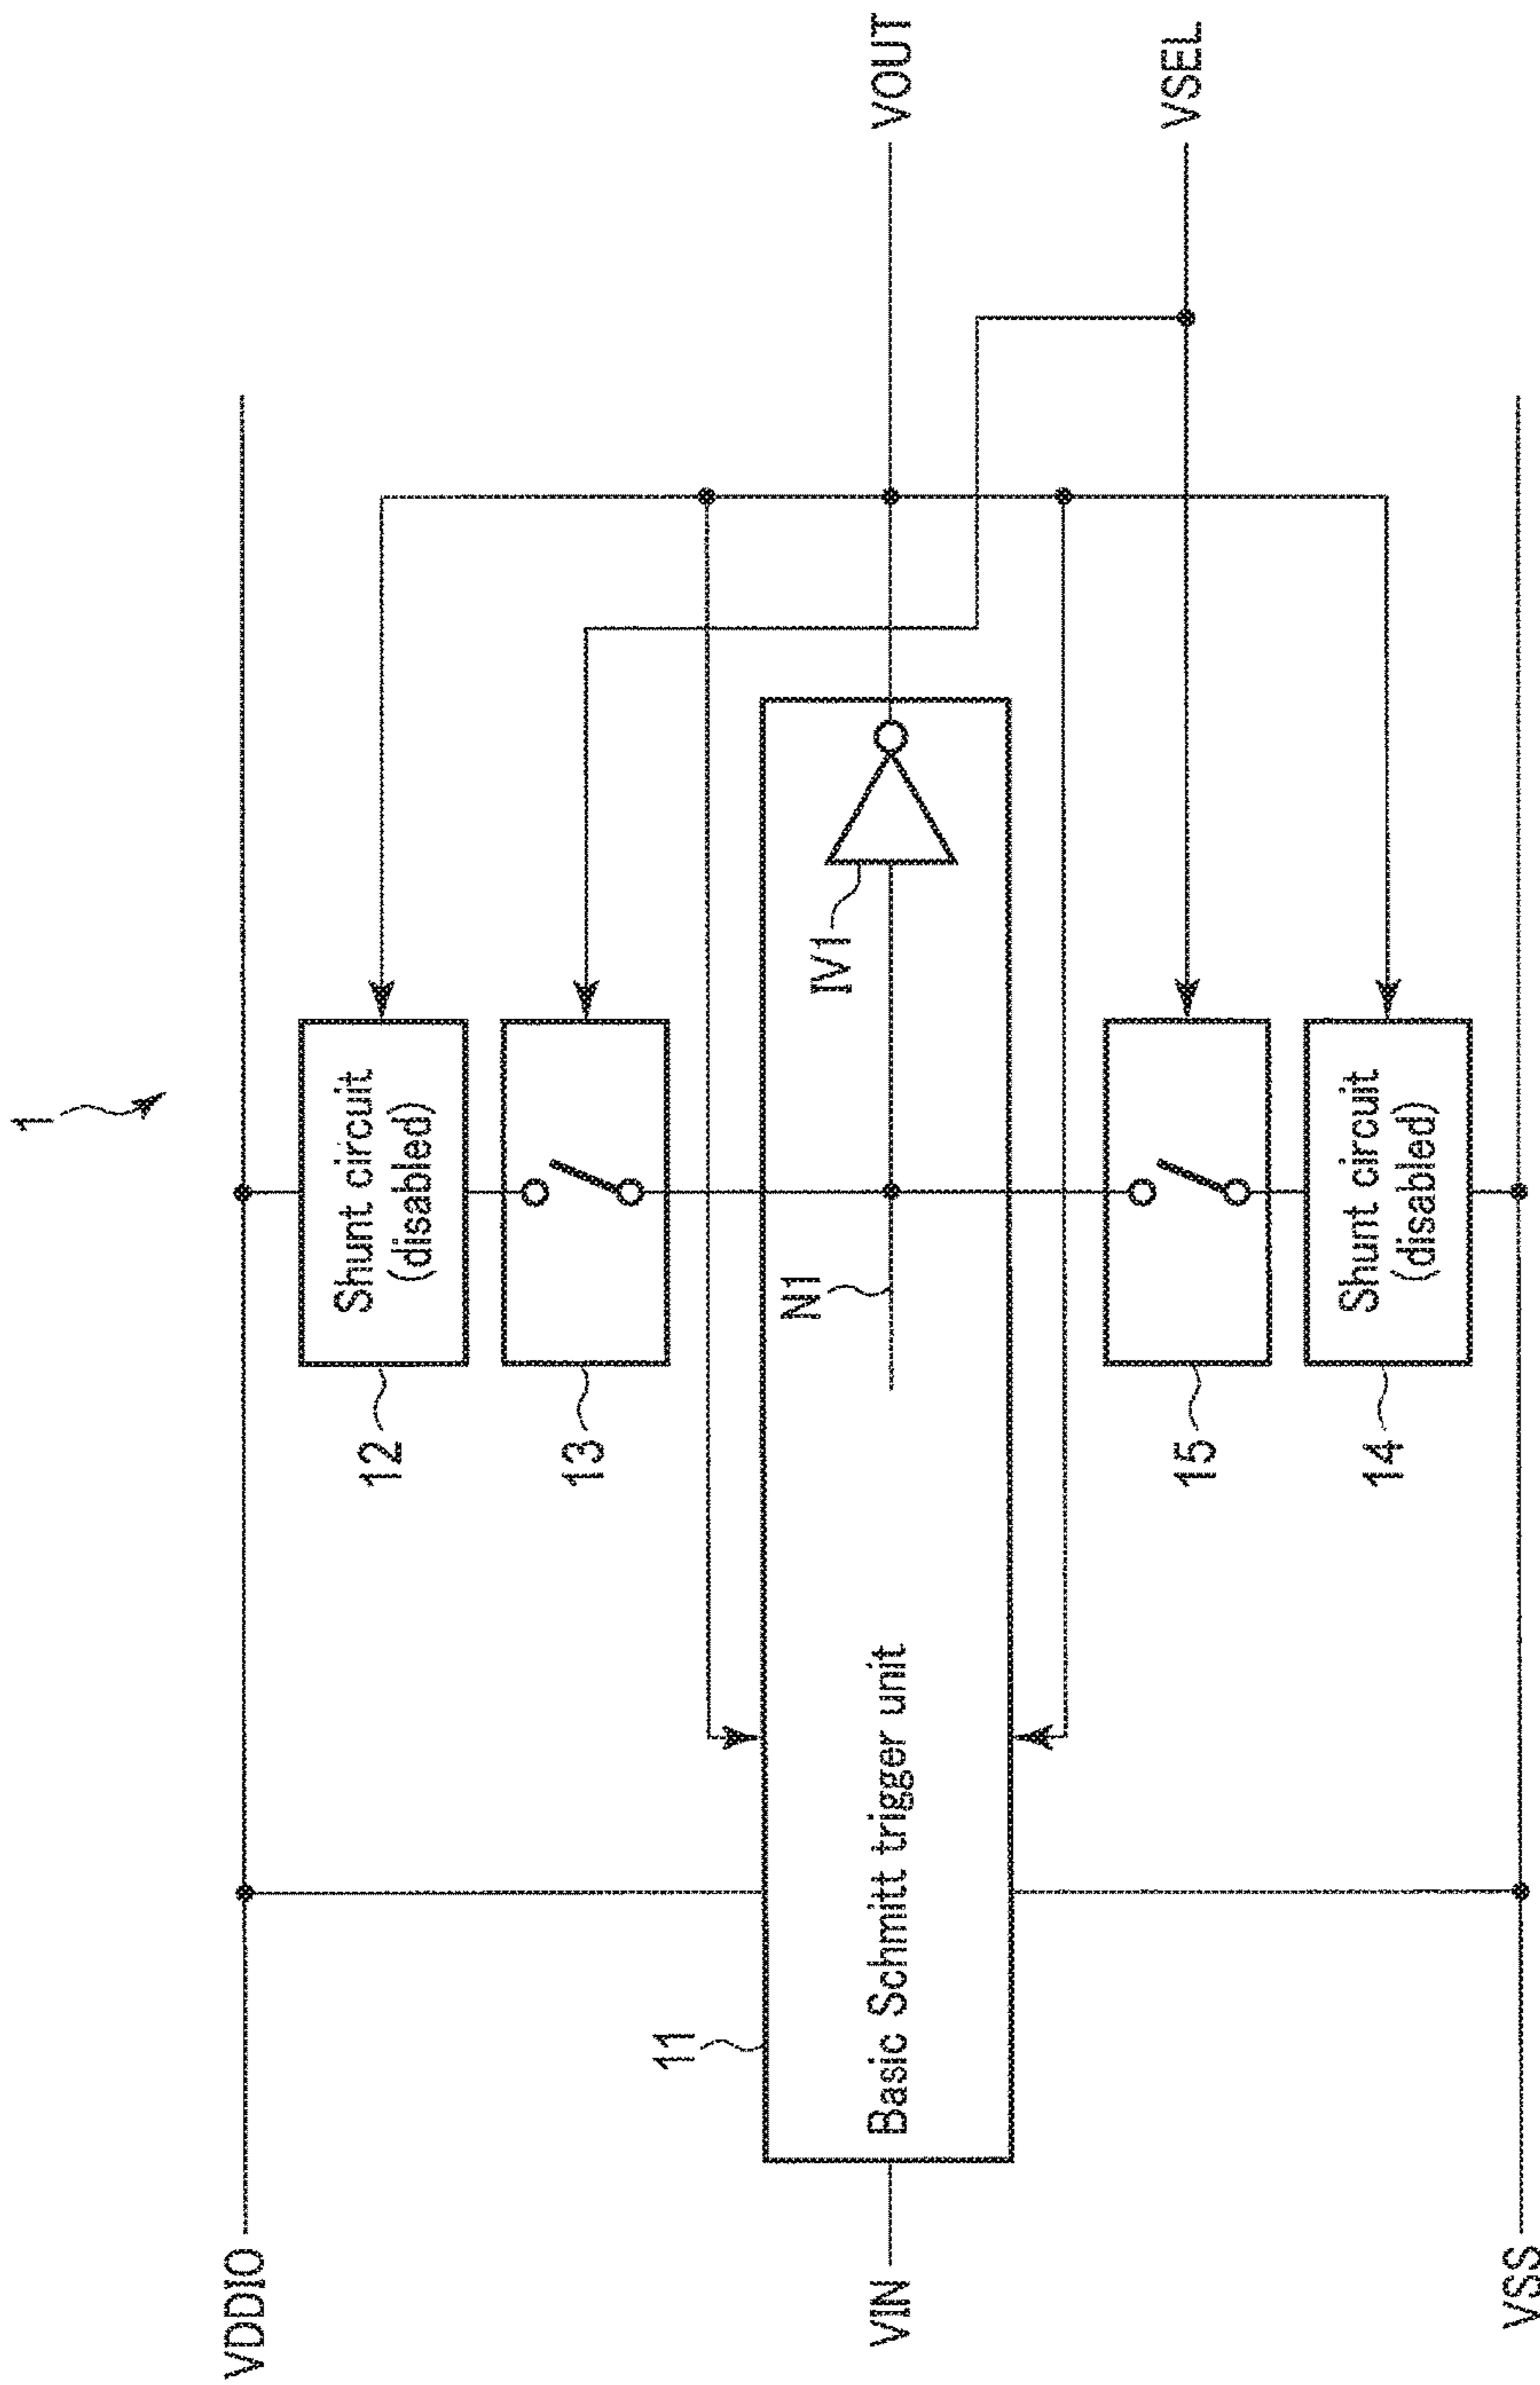 1
VDDIO
12
Shunt circuit
(disabled)
13
11
Basic Schmitt trigger unit
N1
IV1
VIN
VOUT
15
VSEL
14
Shunt circuit
(disabled)
VSS